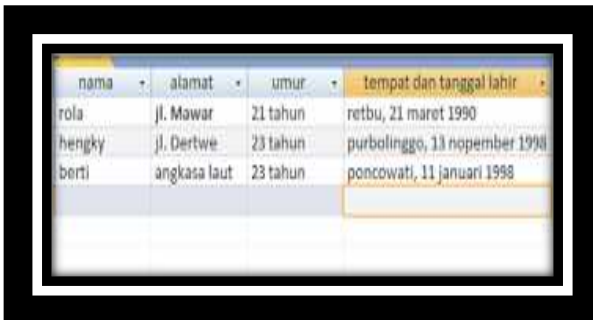 nama alamat umur tempat dan tanggal lahir
rola jl. Mawar 21 tahun retbu, 21 maret 1990
hengky jl. Dertwe 23 tahun purbolinggo, 13 nopember 1998
berti angkasa laut 23 tahun poncowati, 11 januari 1998